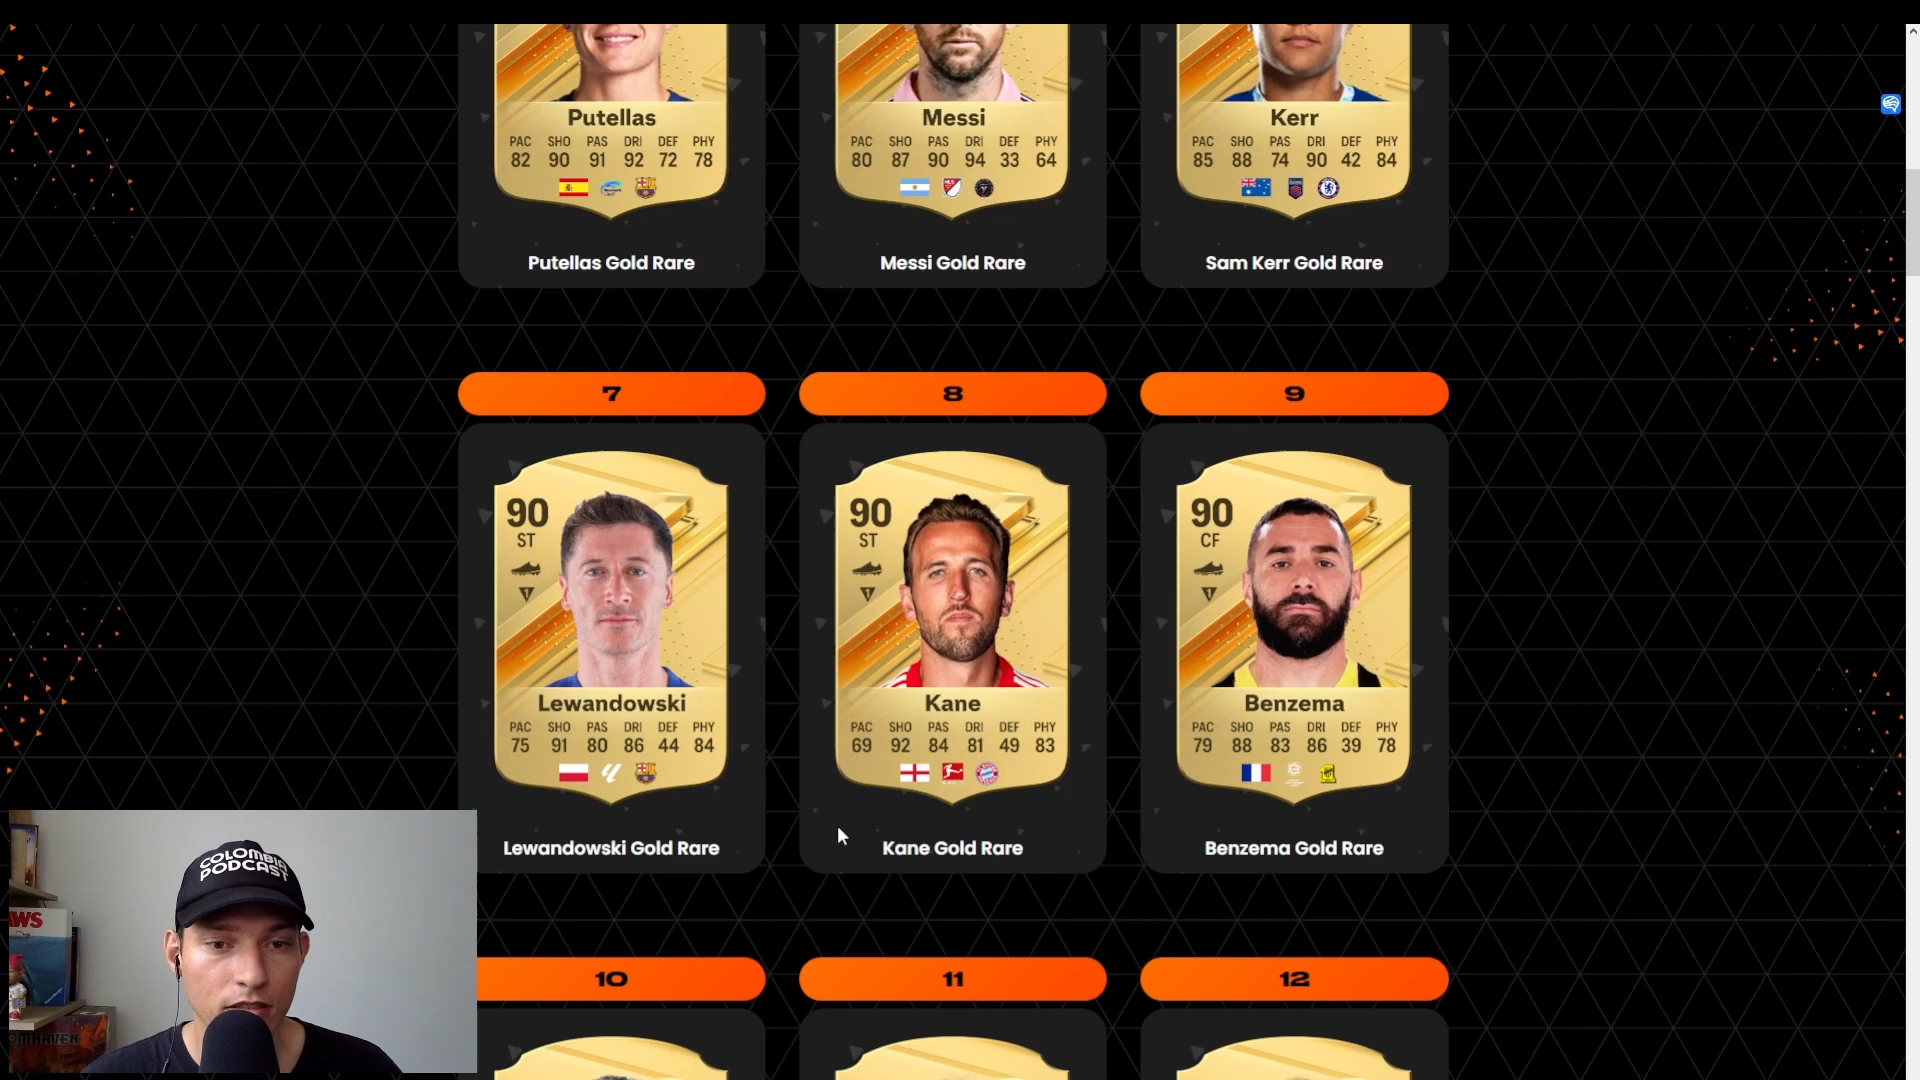 Putellas
PAC SHO PAS DRI DEF PHY
82 90 91 92 72 78
Putellas Gold Rare
Messi
PAC SHO PAS DRI DEF PHY
80 87 90 94 33 64
Messi Gold Rare
Kerr
PAC SHO PAS DRI DEF PHY
85 88 74 90 42 84
Sam Kerr Gold Rare
7
90
ST
Lewandowski
PAC SHO PAS DRI DEF PHY
75 91 80 86 44 84
Lewandowski Gold Rare
8
90
ST
Kane
PAC SHO PAS DRI DEF PHY
69 92 84 81 49 83
Kane Gold Rare
9
90
CF
Benzema
PAC SHO PAS DRI DEF PHY
79 88 83 86 39 78
Benzema Gold Rare
10
11
12
COLOMBIA
PODCAST